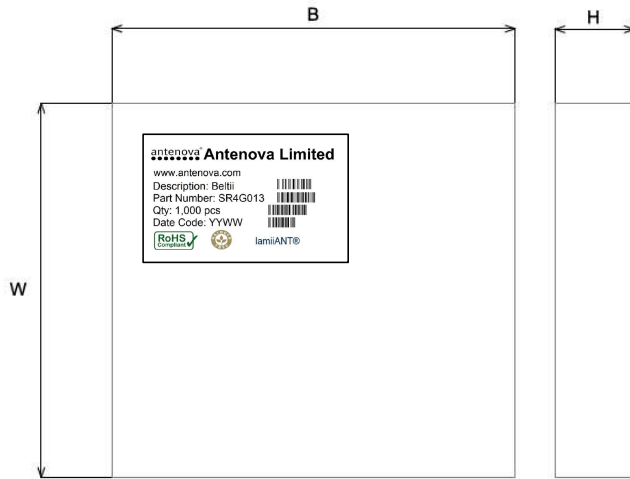 B
H
W
antenova® Antenova Limited
www.antenova.com
Description: Beltii
Part Number: SR4G013
Qty: 1,000 pcs
Date Code: YYWW
RoHS
Compliant
lamiiANT®